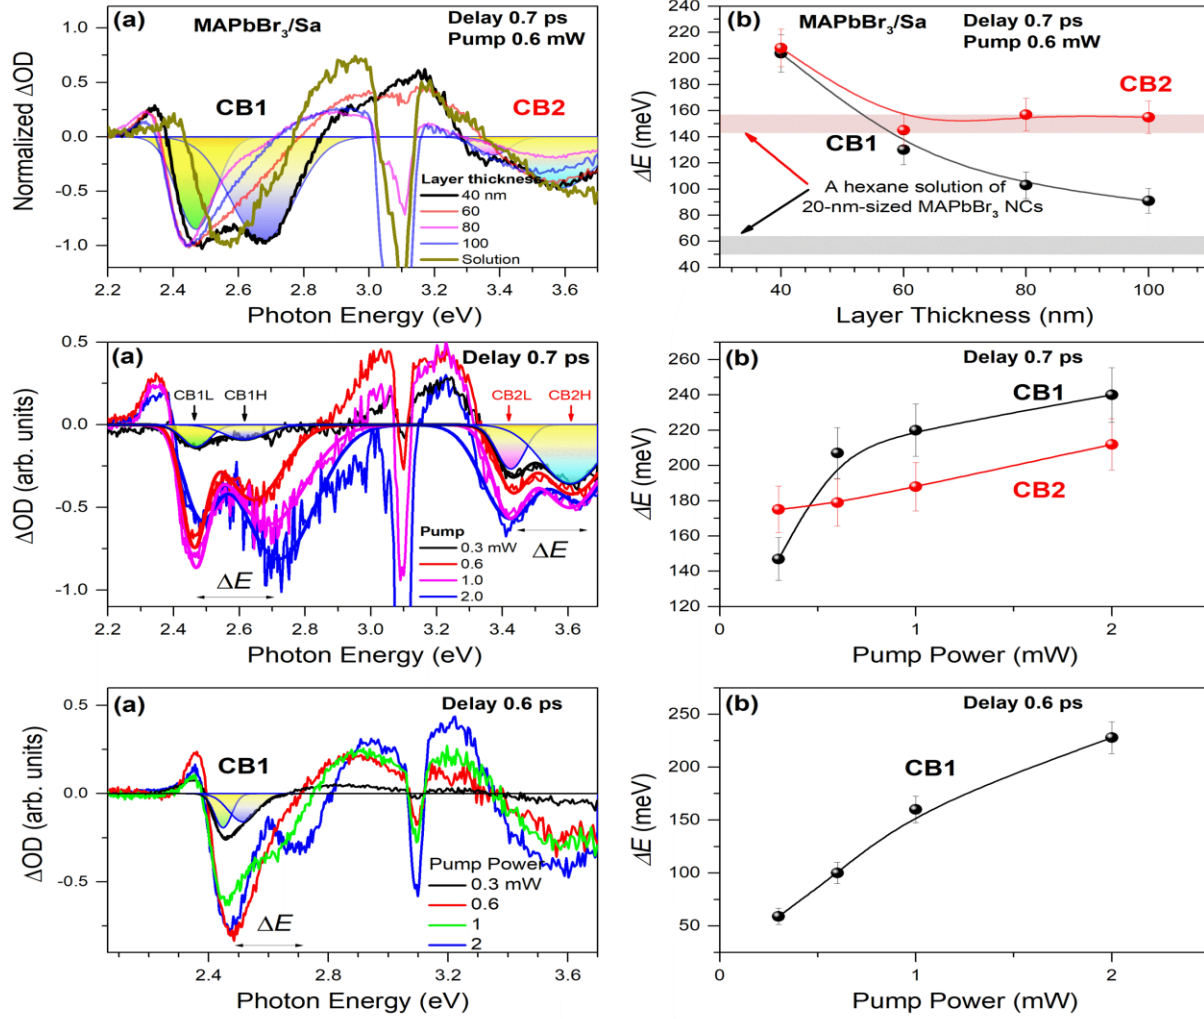 (a)
MAPbBr₃/Sa
Delay 0.7 ps
Pump 0.6 mW
CB1
CB2
Layer thickness
40 nm
60
80
100
Solution
Normalized ΔOD
1.0
0.5
0.0
-0.5
-1.0
2.2 2.4 2.6 2.8 3.0 3.2 3.4 3.6
Photon Energy (eV)
(b)
MAPbBr₃/Sa
Delay 0.7 ps
Pump 0.6 mW
CB2
CB1
A hexane solution of
20-nm-sized MAPbBr₃ NCs
ΔE (meV)
240
220
200
180
160
140
120
100
80
60
40
40 60 80 100
Layer Thickness (nm)
(a)
Delay 0.7 ps
CB1L CB1H CB2L CB2H
Pump
0.3 mW
0.6
1.0
2.0
ΔE
ΔE
ΔOD (arb. units)
0.5
0.0
-0.5
-1.0
2.2 2.4 2.6 2.8 3.0 3.2 3.4 3.6
Photon Energy (eV)
(b)
Delay 0.7 ps
CB1
CB2
ΔE (meV)
260
240
220
200
180
160
140
120
0 1 2
Pump Power (mW)
(a)
Delay 0.6 ps
CB1
Pump Power
0.3 mW
0.6
1
2
ΔE
ΔOD (arb. units)
0.5
0.0
-0.5
2.4 2.8 3.2 3.6
Photon Energy (eV)
(b)
Delay 0.6 ps
CB1
ΔE (meV)
250
200
150
100
50
0 1 2
Pump Power (mW)